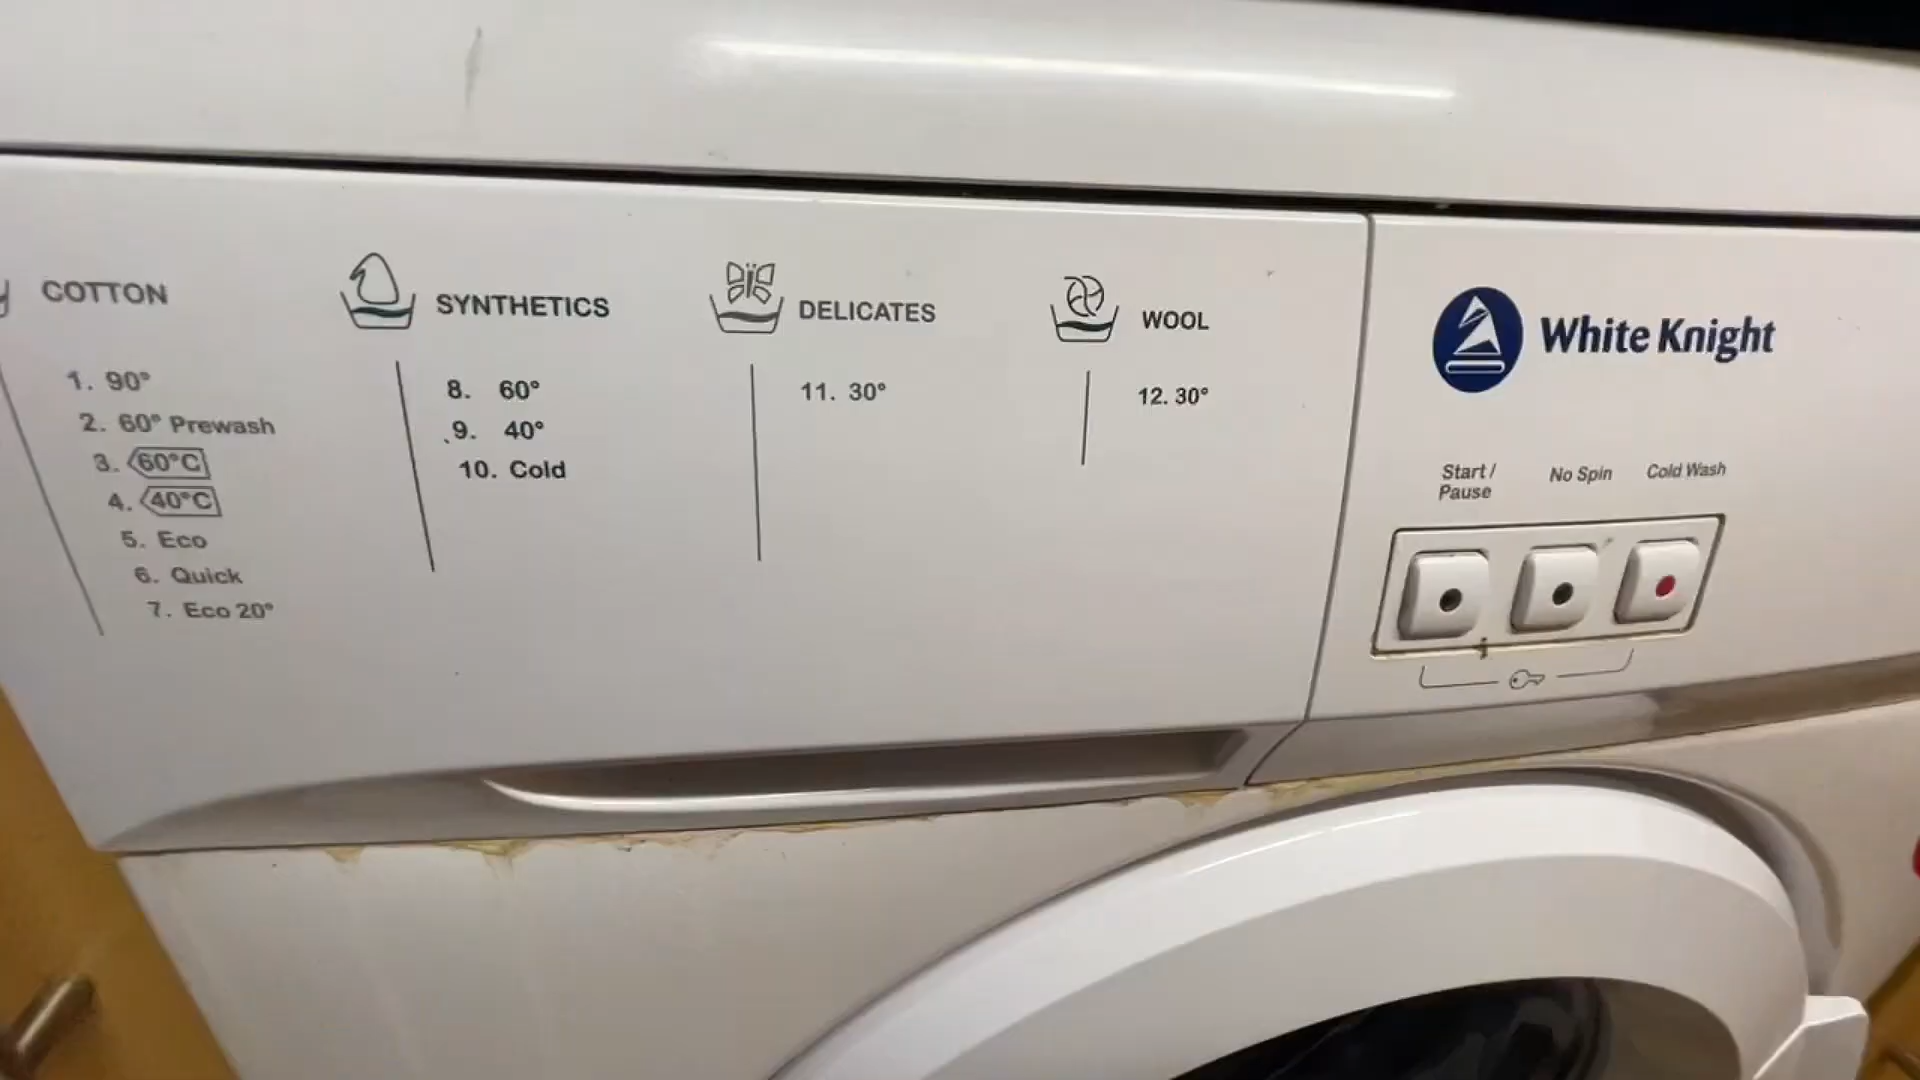 COTTON
1. 90°
2. 60° Prewash
3. 60°C
4. 40°C
5. Eco
6. Quick
7. Eco 20°
SYNTHETICS
8. 60°
9. 40°
10. Cold
DELICATES
11. 30°
WOOL
12. 30°
White Knight
Start /
Pause
No Spin
Cold Wash